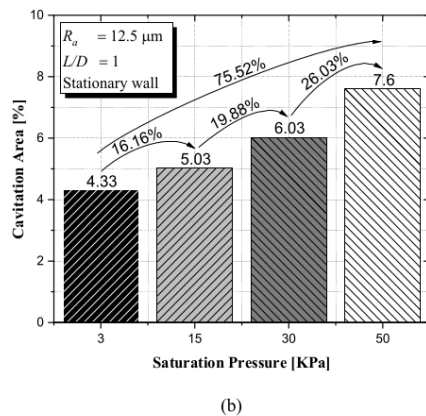 10
R_a = 12.5 μm
L/D = 1
Stationary wall
75.52%
26.03%
19.88%
16.16%
7.6
6.03
5.03
4.33
8
6
4
2
0
Cavitation Area [%]
3 15 30 50
Saturation Pressure [KPa]
(b)